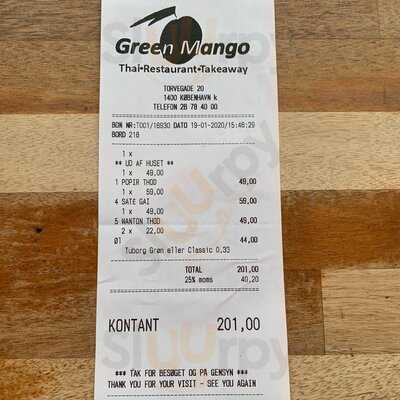 Green Mango
Thai•Restaurant•Takeaway
TORVEGADE 20
1400 KØBENHAVN k
TELEFON 28 78 40 00
BON NR:T001/16930 DATO 19-01-2020/15:46:29
BORD 218
1 x
** UD AF HUSET **
1 x 49,00
1 POPIR THOD 49,00
1 x 59,00
4 SATE GAI 59,00
1 x 49,00
5 WANTON THOD 49,00
2 x 22,00
Øl 44,00
Tuborg Grøn eller Classic 0,33
TOTAL 201,00
25% moms 40,20
KONTANT 201,00
*** TAK FOR BESØGET OG PÅ GENSYN ***
THANK YOU FOR YOUR VISIT - SEE YOU AGAIN